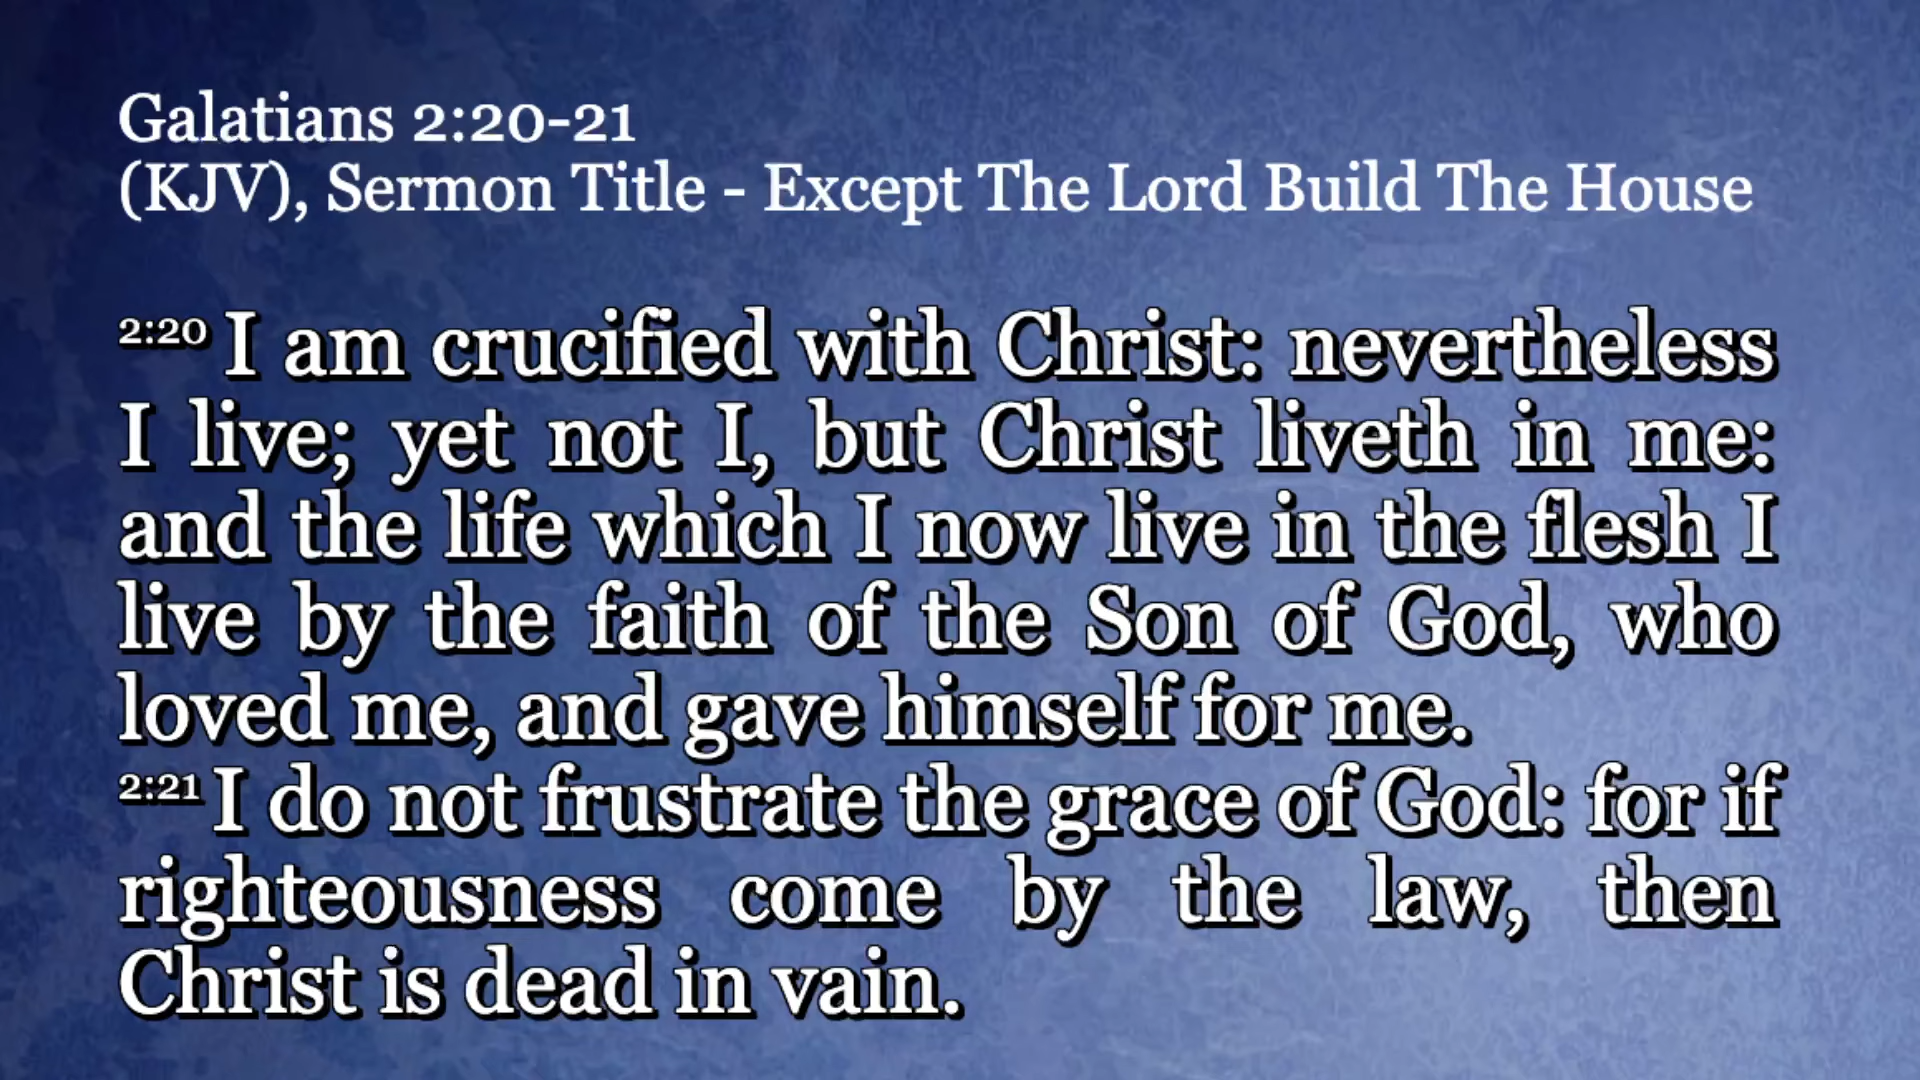 Galatians 2:20-21
(KJV), Sermon Title - Except The Lord Build The House
2:20 I am crucified with Christ: nevertheless
I live; yet not I, but Christ liveth in me:
and the life which I now live in the flesh I
live by the faith of the Son of God, who
loved me, and gave himself for me.
2:21 I do not frustrate the grace of God: for if
righteousness come by the law, then
Christ is dead in vain.